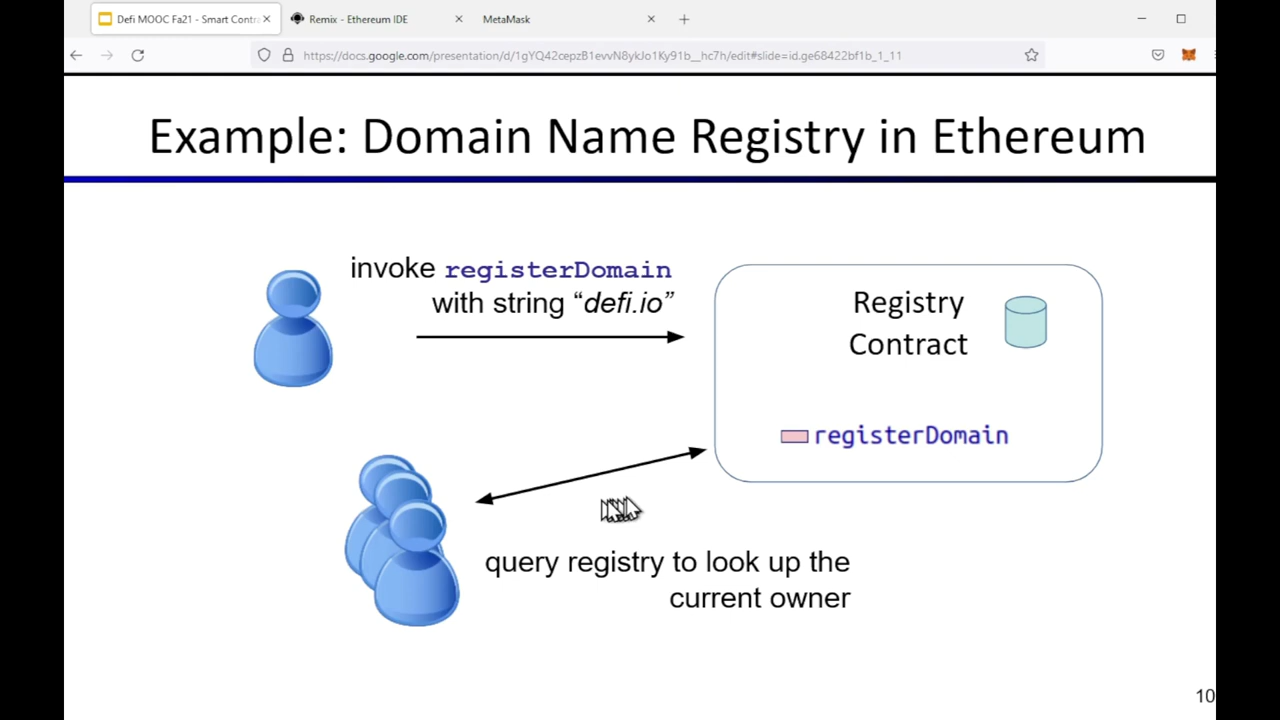 Defi MOOC Fa21 - Smart Contra
Remix - Ethereum IDE
MetaMask
https://docs.google.com/presentation/d/1gYQ42cepzB1evvN8ykJo1Ky91b__hc7h/edit#slide=id.ge68422bf1b_1_11
Example: Domain Name Registry in Ethereum
invoke registerDomain
with string “defi.io”
Registry
Contract
registerDomain
query registry to look up the
current owner
10